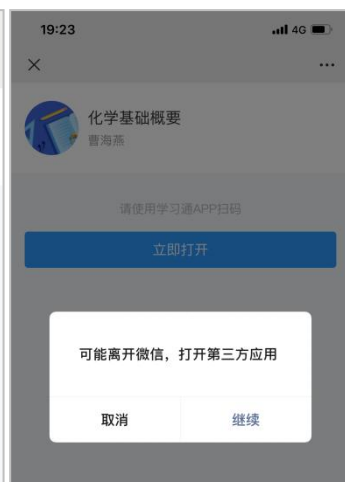 19:23
4G
化学基础概要
曹海燕
请使用学习通APP扫码
立即打开
可能离开微信，打开第三方应用
取消
继续